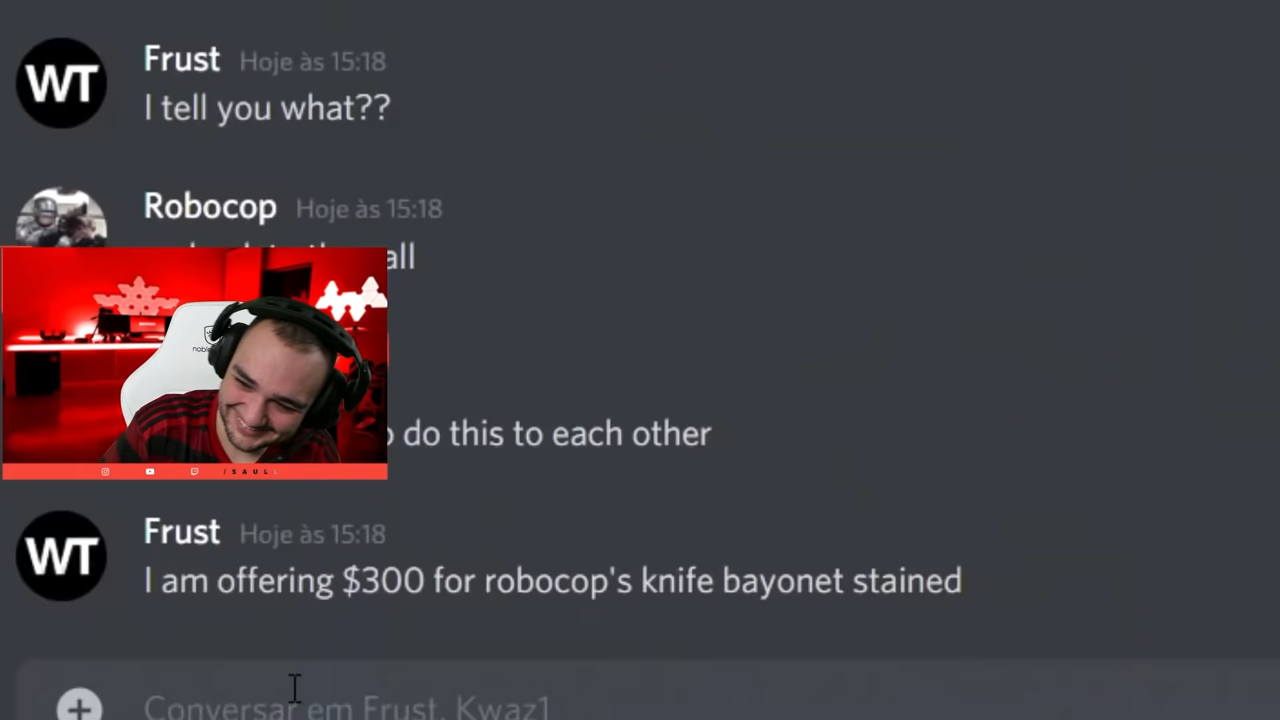 WT
Frust Hoje às 15:18
I tell you what??
Robocop Hoje às 15:18
all
noble
do this to each other
/SAUL
WT
Frust Hoje às 15:18
I am offering $300 for robocop's knife bayonet stained
Conversar em Frust, Kwaz1